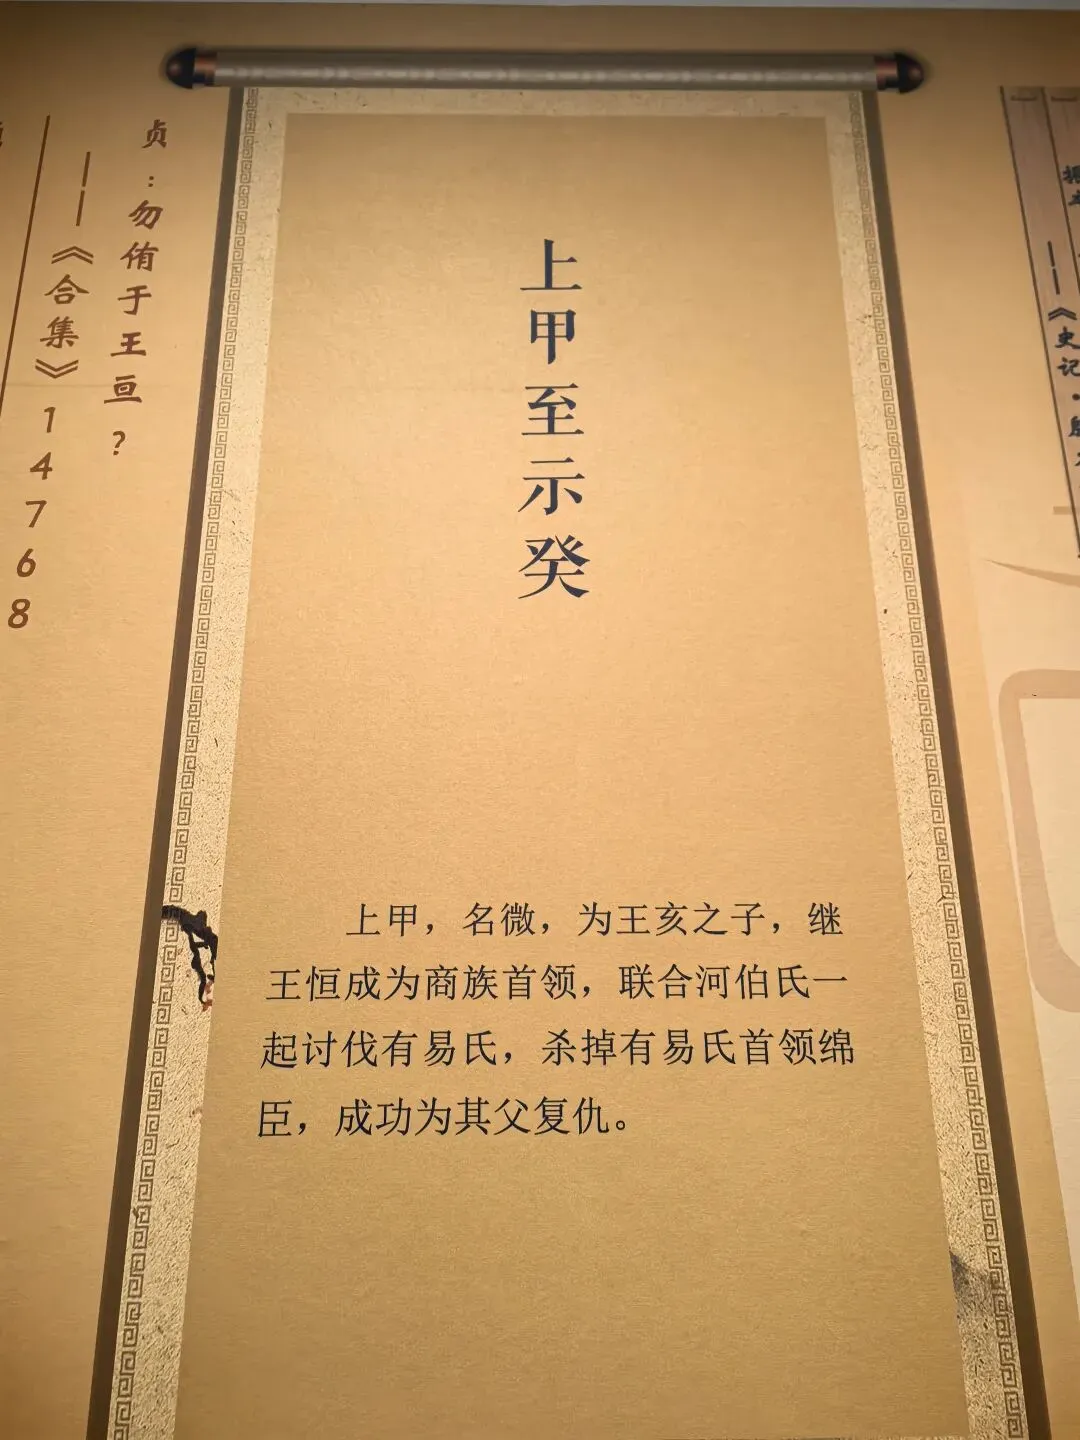 上甲至示癸
上甲，名微，为王亥之子，继
王恒成为商族首领，联合河伯氏一
起讨伐有易氏，杀掉有易氏首领绵
臣，成功为其父复仇。
贞：勿侑于王亘？
——《合集》14768
——《史记·殷